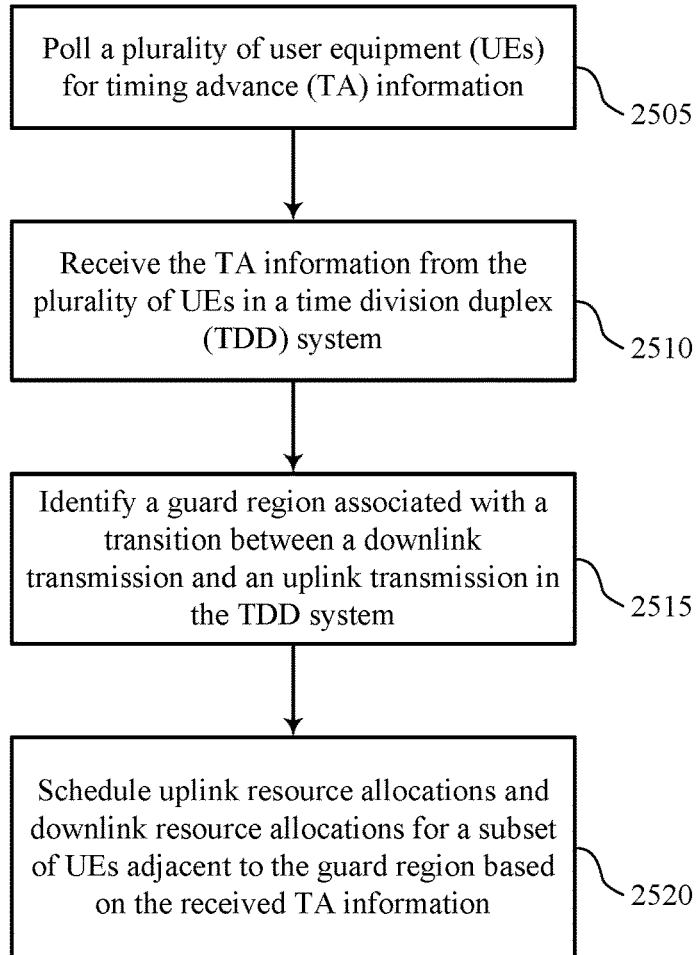 Poll a plurality of user equipment (UEs)
for timing advance (TA) information
2505
Receive the TA information from the
plurality of UEs in a time division duplex
(TDD) system
2510
Identify a guard region associated with a
transition between a downlink
transmission and an uplink transmission in
the TDD system
2515
Schedule uplink resource allocations and
downlink resource allocations for a subset
of UEs adjacent to the guard region based
on the received TA information
2520